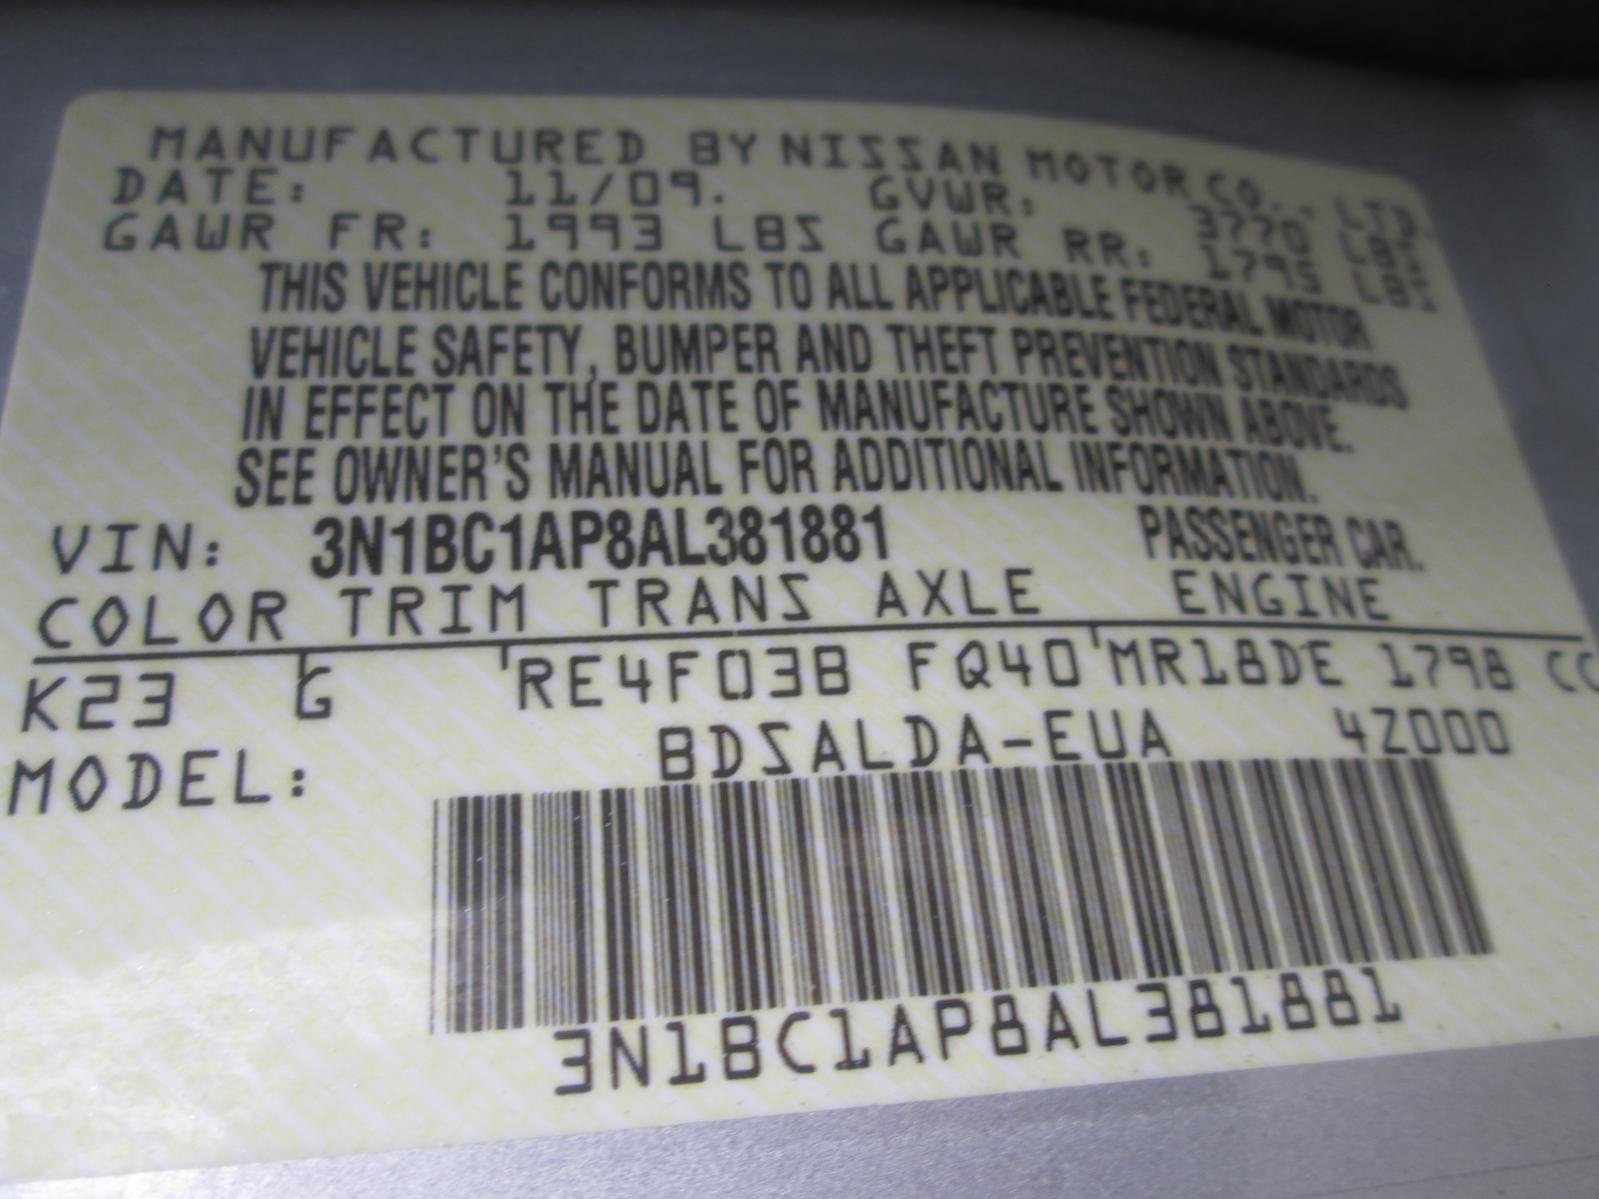 MANUFACTURED BY NISSAN MOTOR CO., LTD.
DATE: 11/09. GVWR: 3770 LBS
GAWR FR: 1993 LBS GAWR RR: 1795 LBS
THIS VEHICLE CONFORMS TO ALL APPLICABLE FEDERAL MOTOR
VEHICLE SAFETY, BUMPER AND THEFT PREVENTION STANDARDS
IN EFFECT ON THE DATE OF MANUFACTURE SHOWN ABOVE.
SEE OWNER'S MANUAL FOR ADDITIONAL INFORMATION.
VIN: 3N1BC1AP8AL381881 PASSENGER CAR.
COLOR TRIM TRANS AXLE ENGINE
K23 G RE4F03B FQ40 MR18DE 1798 CC
MODEL: BDSALDA-EUA 4Z000
3N1BC1AP8AL381881